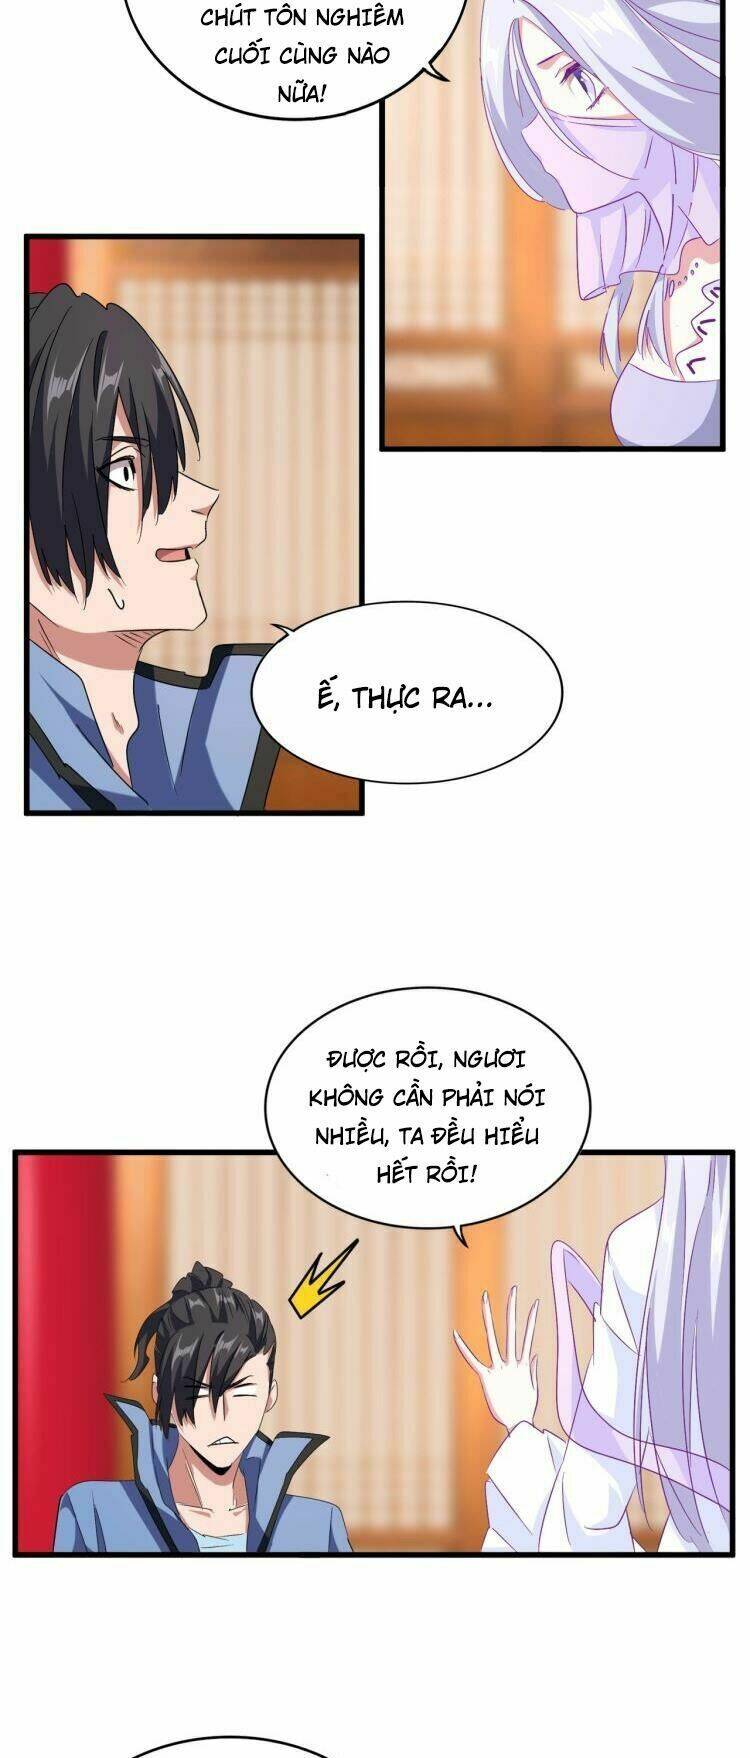 CHÚT TÔN NGHIÊM
CUỐI CÙNG NÀO
NỮA!
Ế, THỰC RA...
ĐƯỢC RỒI, NGƯƠI
KHÔNG CẦN PHẢI NÓI
NHIỀU, TA ĐỀU HIỂU
HẾT RỒI!